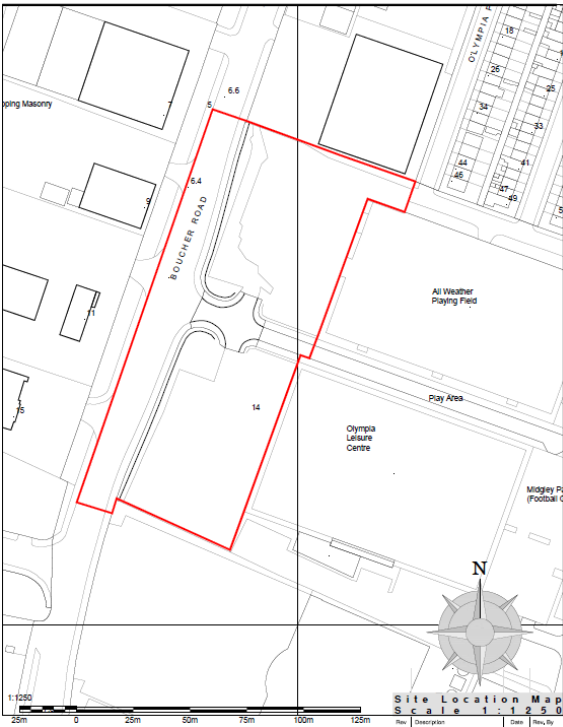 OLYMPIA P
18
26
25
34
33
44
46
41
47
49
5
6.6
5
7
pping Masonry
6.4
9
BOUCHER ROAD
11
15
All Weather
Playing Field
Play Area
14
Olympia
Leisure
Centre
Midgley Pa
(Football G
N
1:1250
25m 0 25m 50m 75m 100m 125m
Site Location Map
Scale 1:1250
Rev Description Date Rev, By